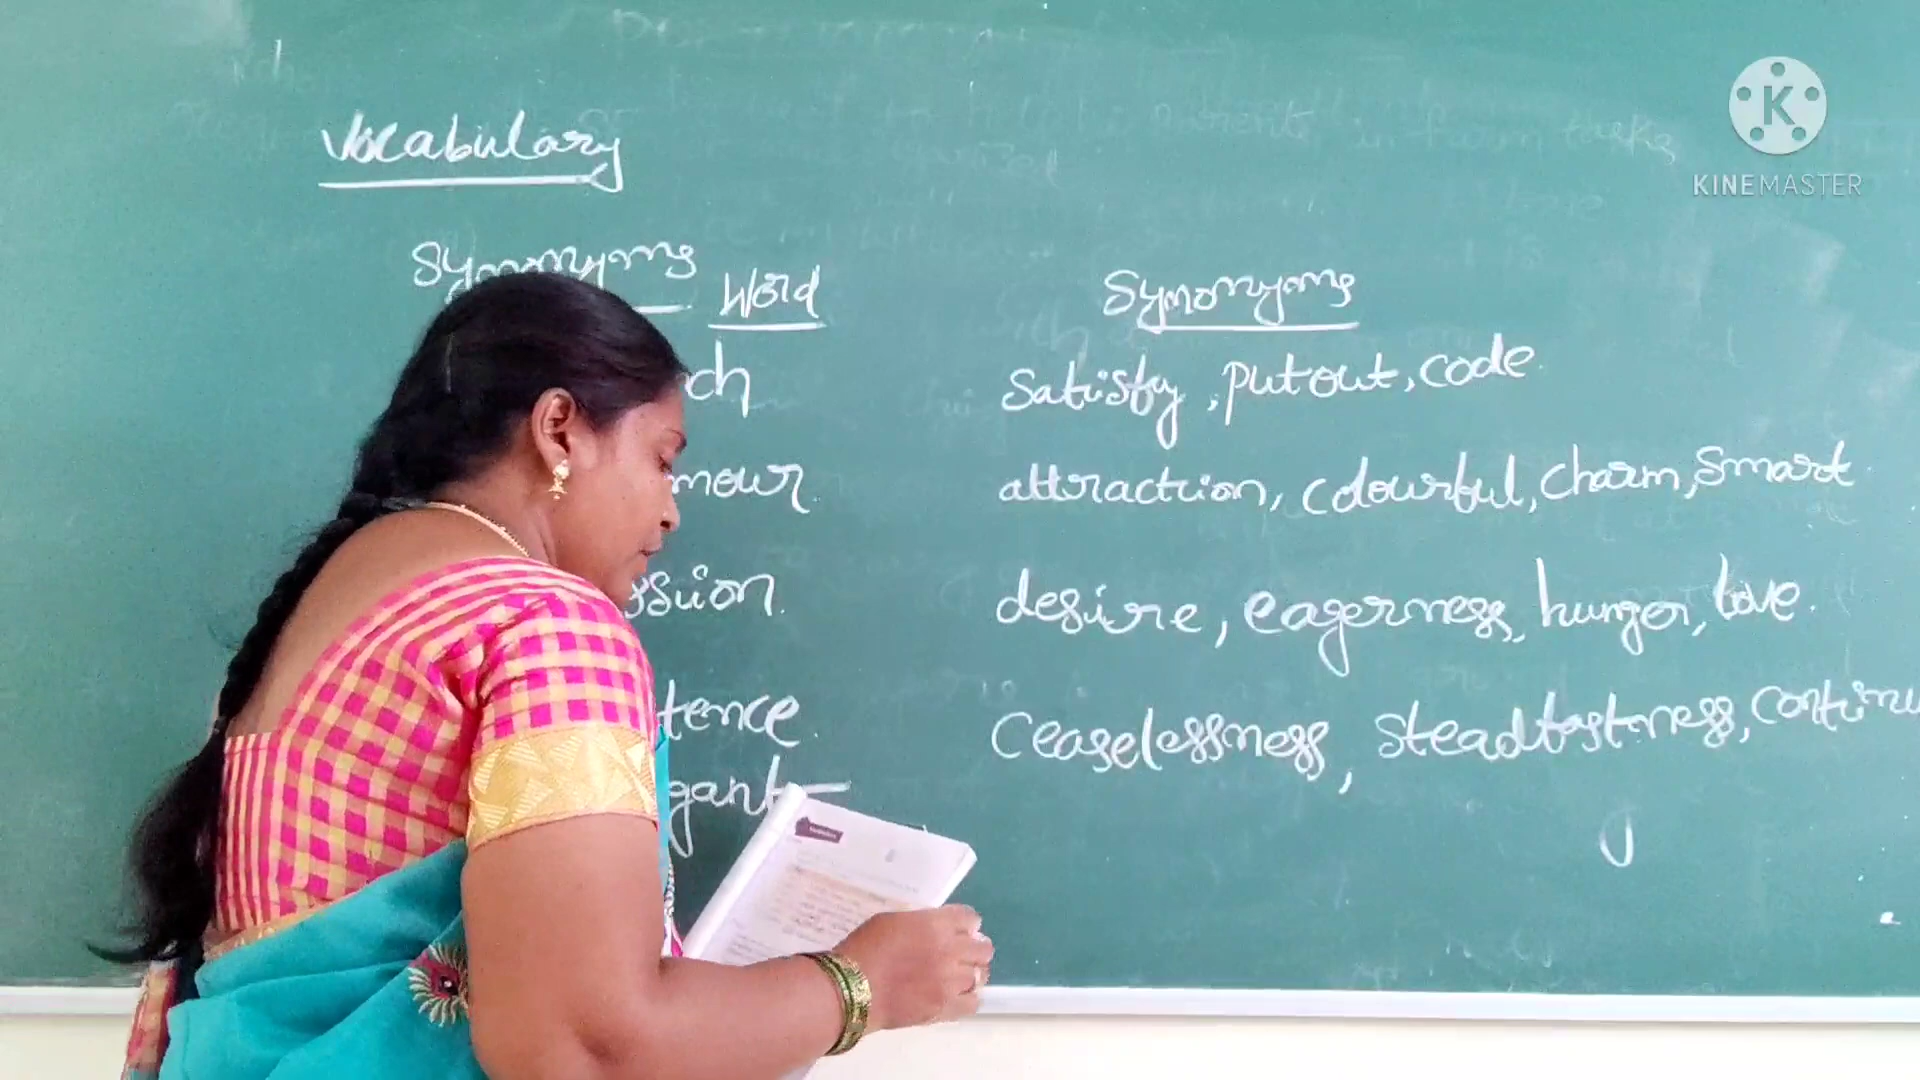 Vocabulary
Synonyms
Word
Synonyms
ch
satisfy, putout, code.
mour.
attraction, colourful, charm, smart.
ssion.
desire, eagerness, hunger, love.
tence.
ceaselessness, steadfastness, continu
gant -
K
KINEMASTER